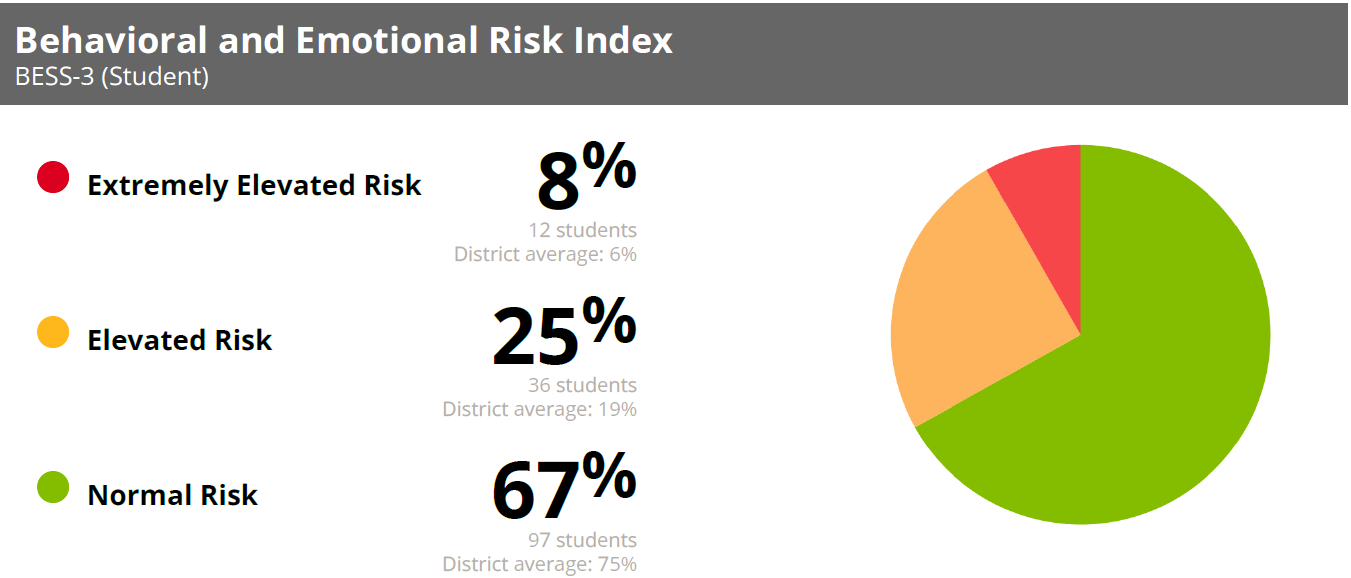 Behavioral and Emotional Risk Index
BESS-3 (Student)
Extremely Elevated Risk
8%
12 students
District average: 6%
Elevated Risk
25%
36 students
District average: 19%
Normal Risk
67%
97 students
District average: 75%